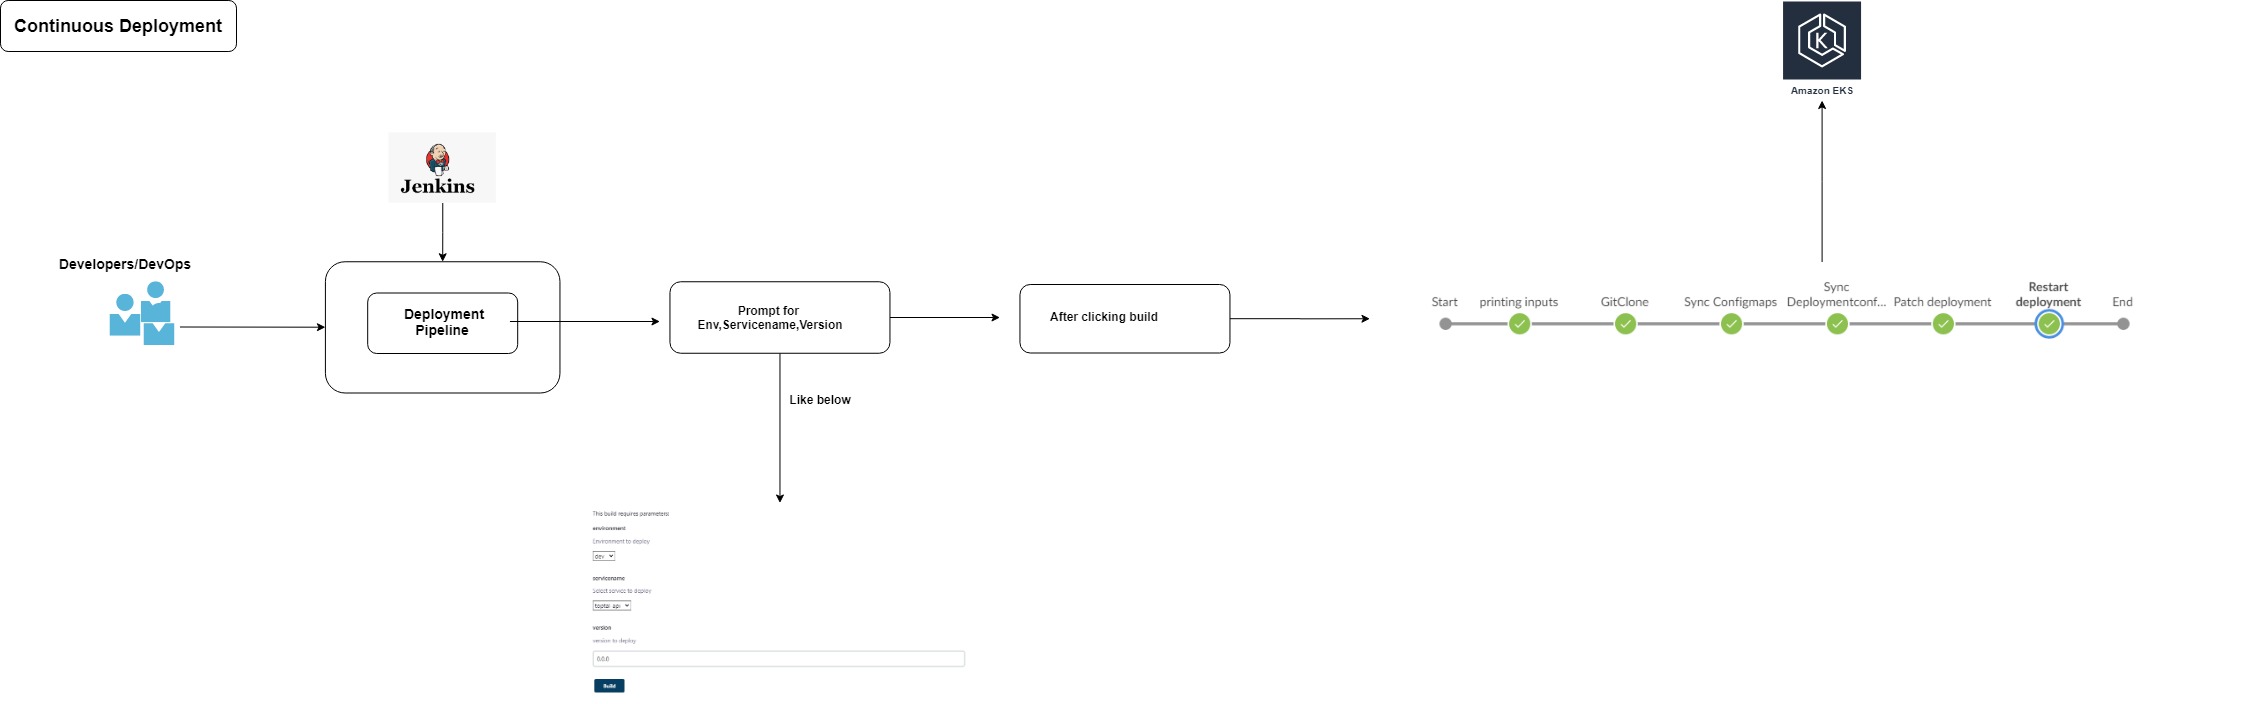 Continuous Deployment
Amazon EKS
Jenkins
Developers/DevOps
Deployment
Pipeline
Prompt for
Env,Servicename,Version
After clicking build
Like below
Start
printing inputs
GitClone
Sync Configmaps
Sync
Deploymentconf...
Patch deployment
Restart
deployment
End
This build requires parameters:
environment
Environment to deploy
dev
servicename
Select service to deploy
toptal-api
version
version to deploy
0.0.0
Build